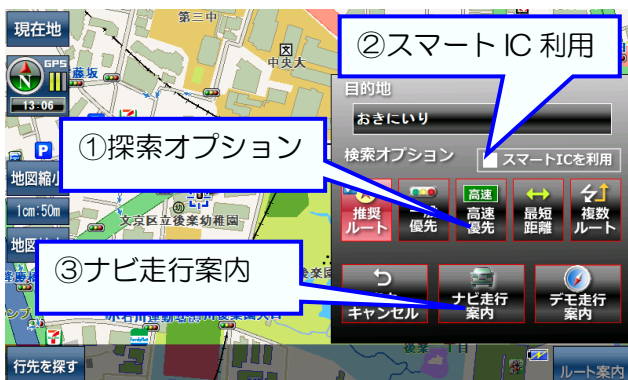 現在地
第三中
中央大
GPS
藤坂
13:06
②スマートIC利用
目的地
おきにいり
検索オプション
スマートICを利用
①探索オプション
地図縮小
1cm:50m
文京区立後楽幼稚園
推奨
ルート
優先
高速
高速
優先
最短
距離
複数
ルート
③ナビ走行案内
キャンセル
ナビ走行
案内
デモ走行
案内
行先を探す
ルート案内